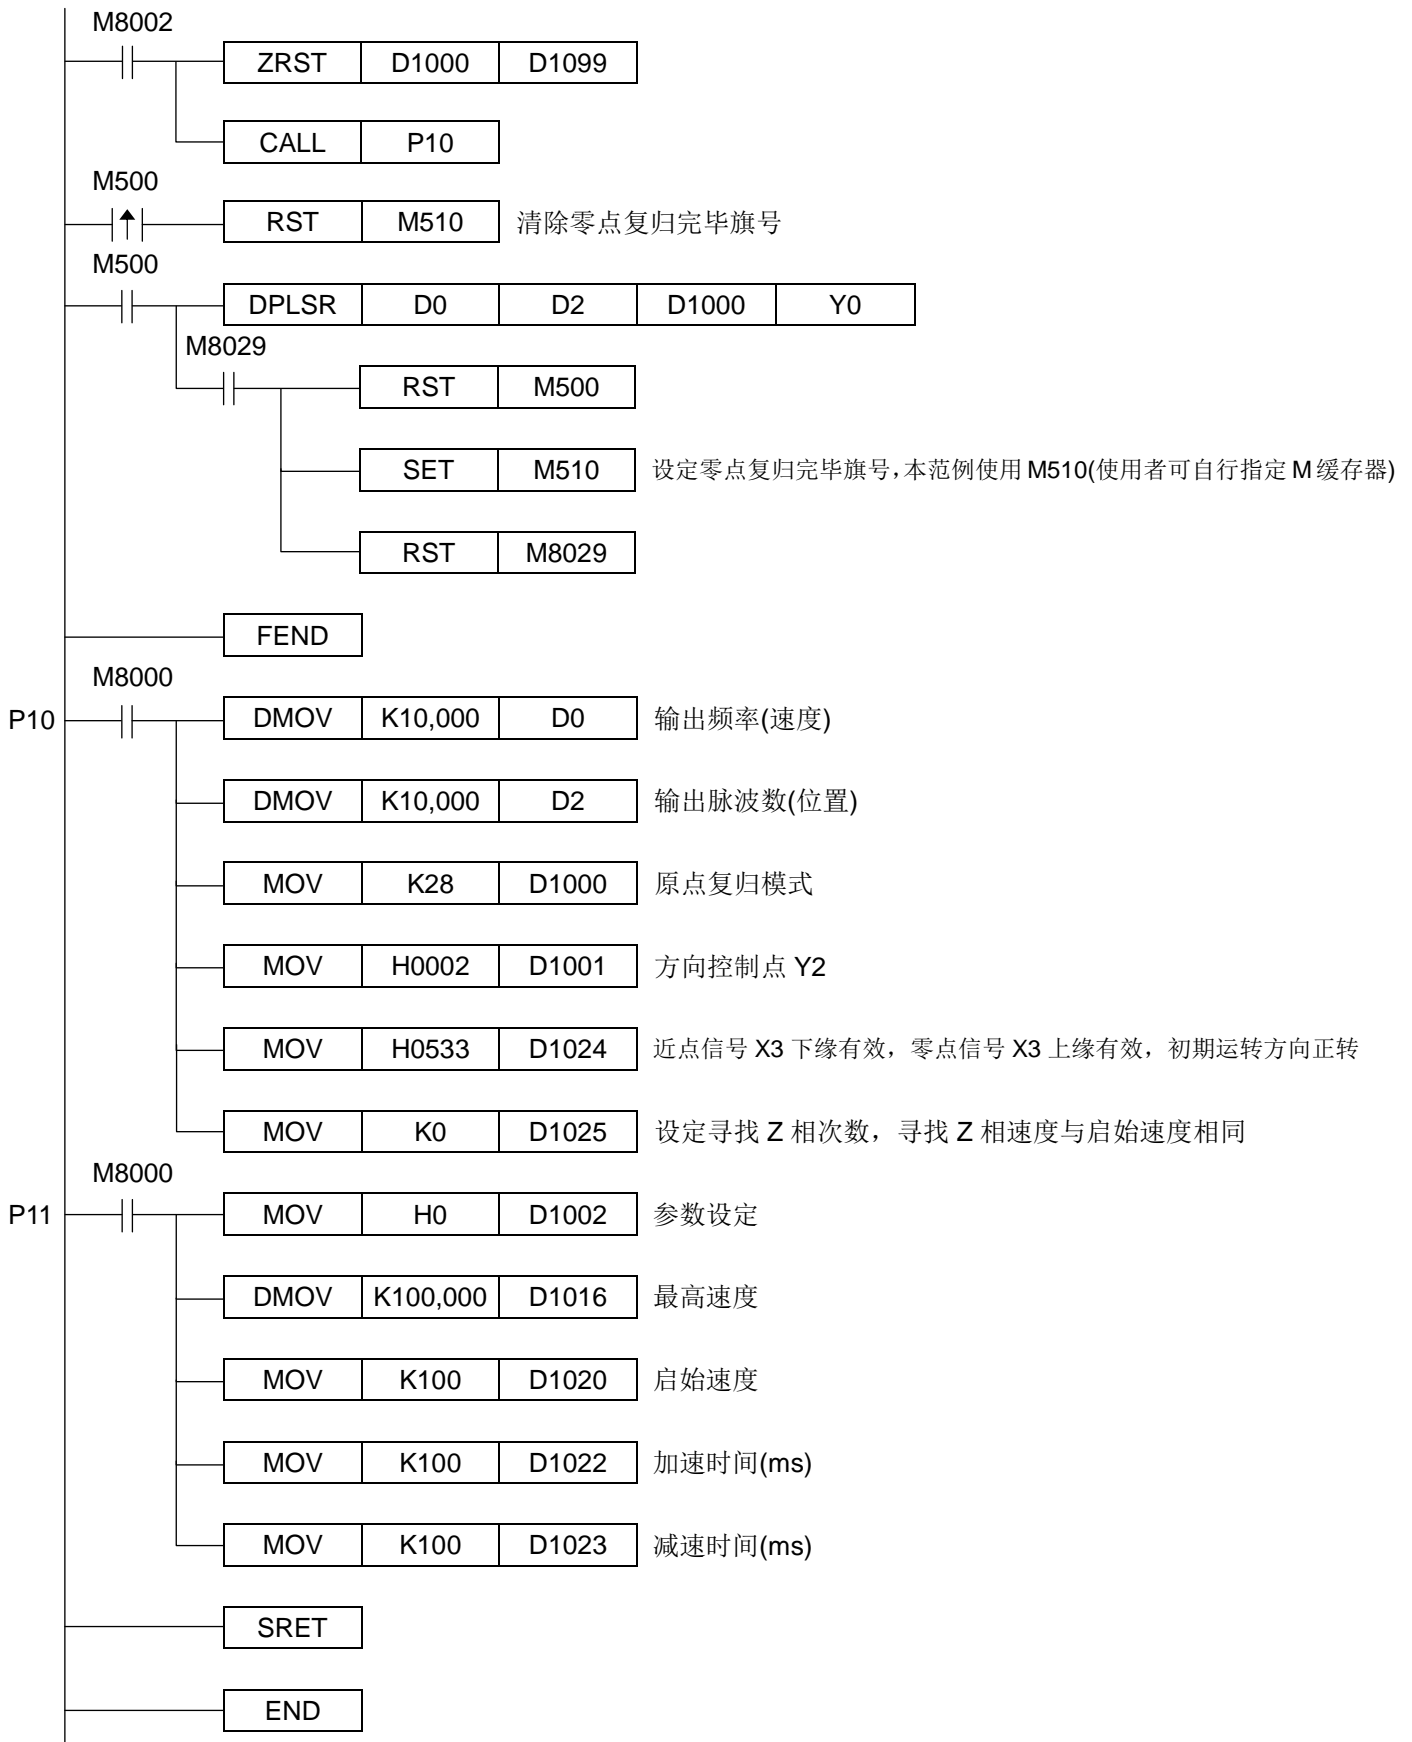 M8002
ZRST D1000 D1099
CALL P10
M500
RST M510 清除零点复归完毕旗号
M500
DPLSR D0 D2 D1000 Y0
M8029
RST M500
SET M510 设定零点复归完毕旗号，本范例使用 M510(使用者可自行指定 M 缓存器)
RST M8029
FEND
M8000
P10 DMOV K10,000 D0 输出频率(速度)
DMOV K10,000 D2 输出脉波数(位置)
MOV K28 D1000 原点复归模式
MOV H0002 D1001 方向控制点 Y2
MOV H0533 D1024 近点信号 X3 下缘有效，零点信号 X3 上缘有效，初期运转方向正转
MOV K0 D1025 设定寻找 Z 相次数，寻找 Z 相速度与启始速度相同
M8000
P11 MOV H0 D1002 参数设定
DMOV K100,000 D1016 最高速度
MOV K100 D1020 启始速度
MOV K100 D1022 加速时间(ms)
MOV K100 D1023 减速时间(ms)
SRET
END